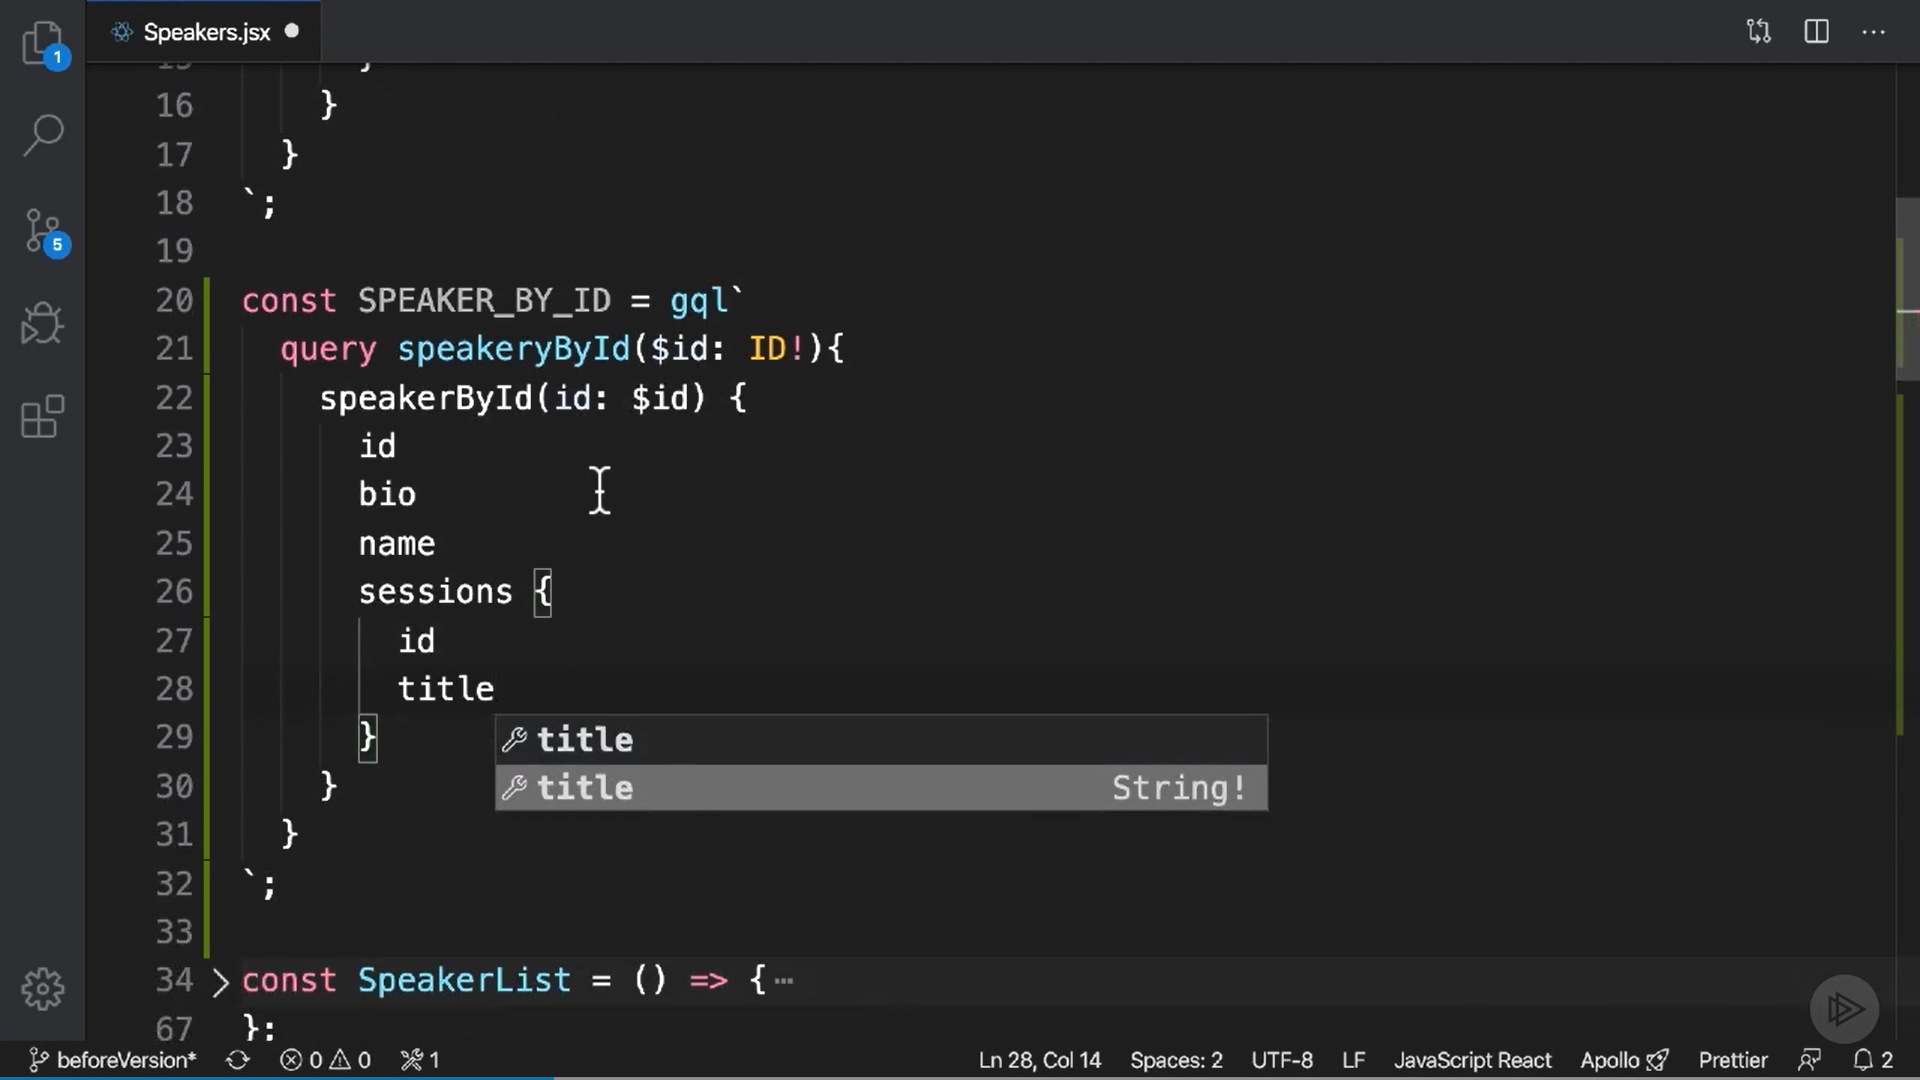 1
Speakers.jsx
15 }
16 }
17 }
18 `;
19
5
20 const SPEAKER_BY_ID = gql`
21 query speakeryById($id: ID!){
22 speakerById(id: $id) {
23 id
24 bio
25 name
26 sessions {
27 id
28 title
29 }
title
30 }
title String!
31 }
32 `;
33
34 const SpeakerList = () => {
67 };
beforeVersion* 0 0 1 Ln 28, Col 14 Spaces: 2 UTF-8 LF JavaScript React Apollo Prettier 2